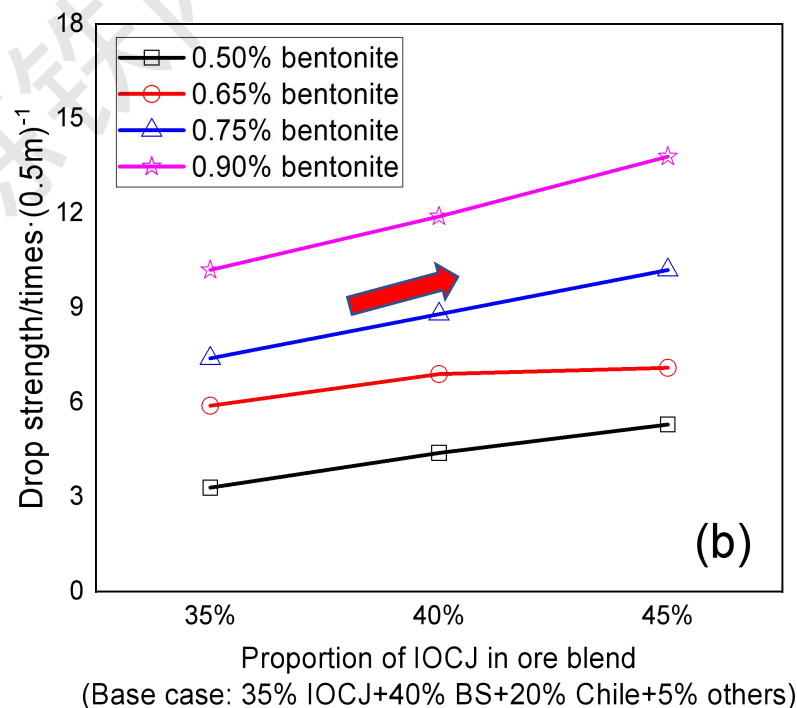 18
15
12
9
6
3
0
Drop strength/times·(0.5m)⁻¹
0.50% bentonite
0.65% bentonite
0.75% bentonite
0.90% bentonite
(b)
35%
40%
45%
Proportion of IOCJ in ore blend
(Base case: 35% IOCJ+40% BS+20% Chile+5% others)